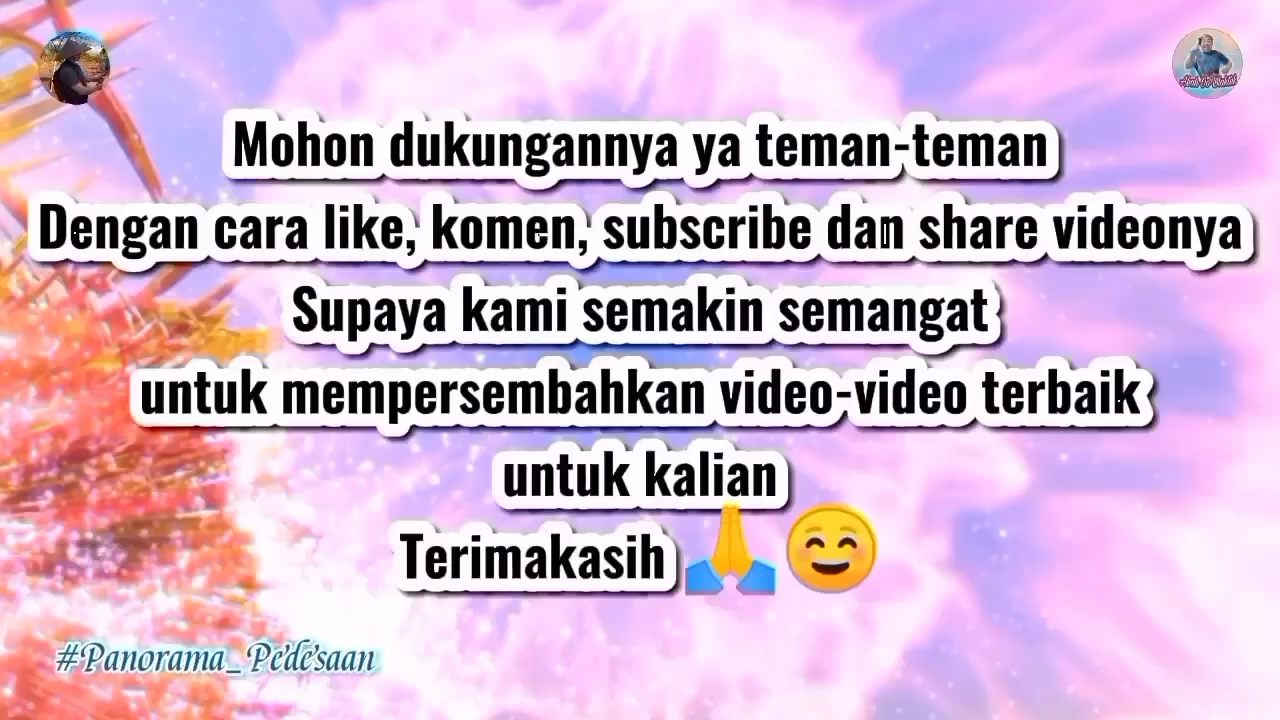 Mohon dukungannya ya teman-teman
Dengan cara like, komen, subscribe dan share videonya
Supaya kami semakin semangat
untuk mempersembahkan video-video terbaik
untuk kalian
Terimakasih 🙏☺️
#Panorama_Pedesaan